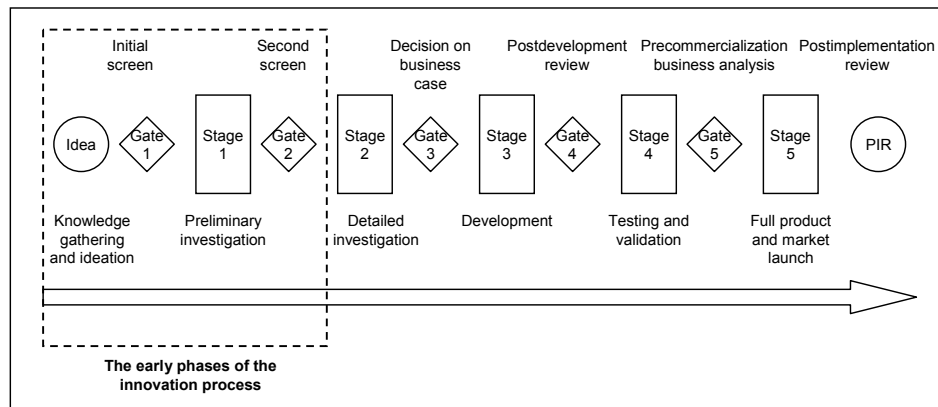 Initial
screen
Second
screen
Decision on
business
case
Postdevelopment
review
Precommercialization
business analysis
Postimplementation
review
Idea
Gate
1
Stage
1
Gate
2
Stage
2
Gate
3
Stage
3
Gate
4
Stage
4
Gate
5
Stage
5
PIR
Knowledge
gathering
and ideation
Preliminary
investigation
Detailed
investigation
Development
Testing and
validation
Full product
and market
launch
The early phases of the
innovation process